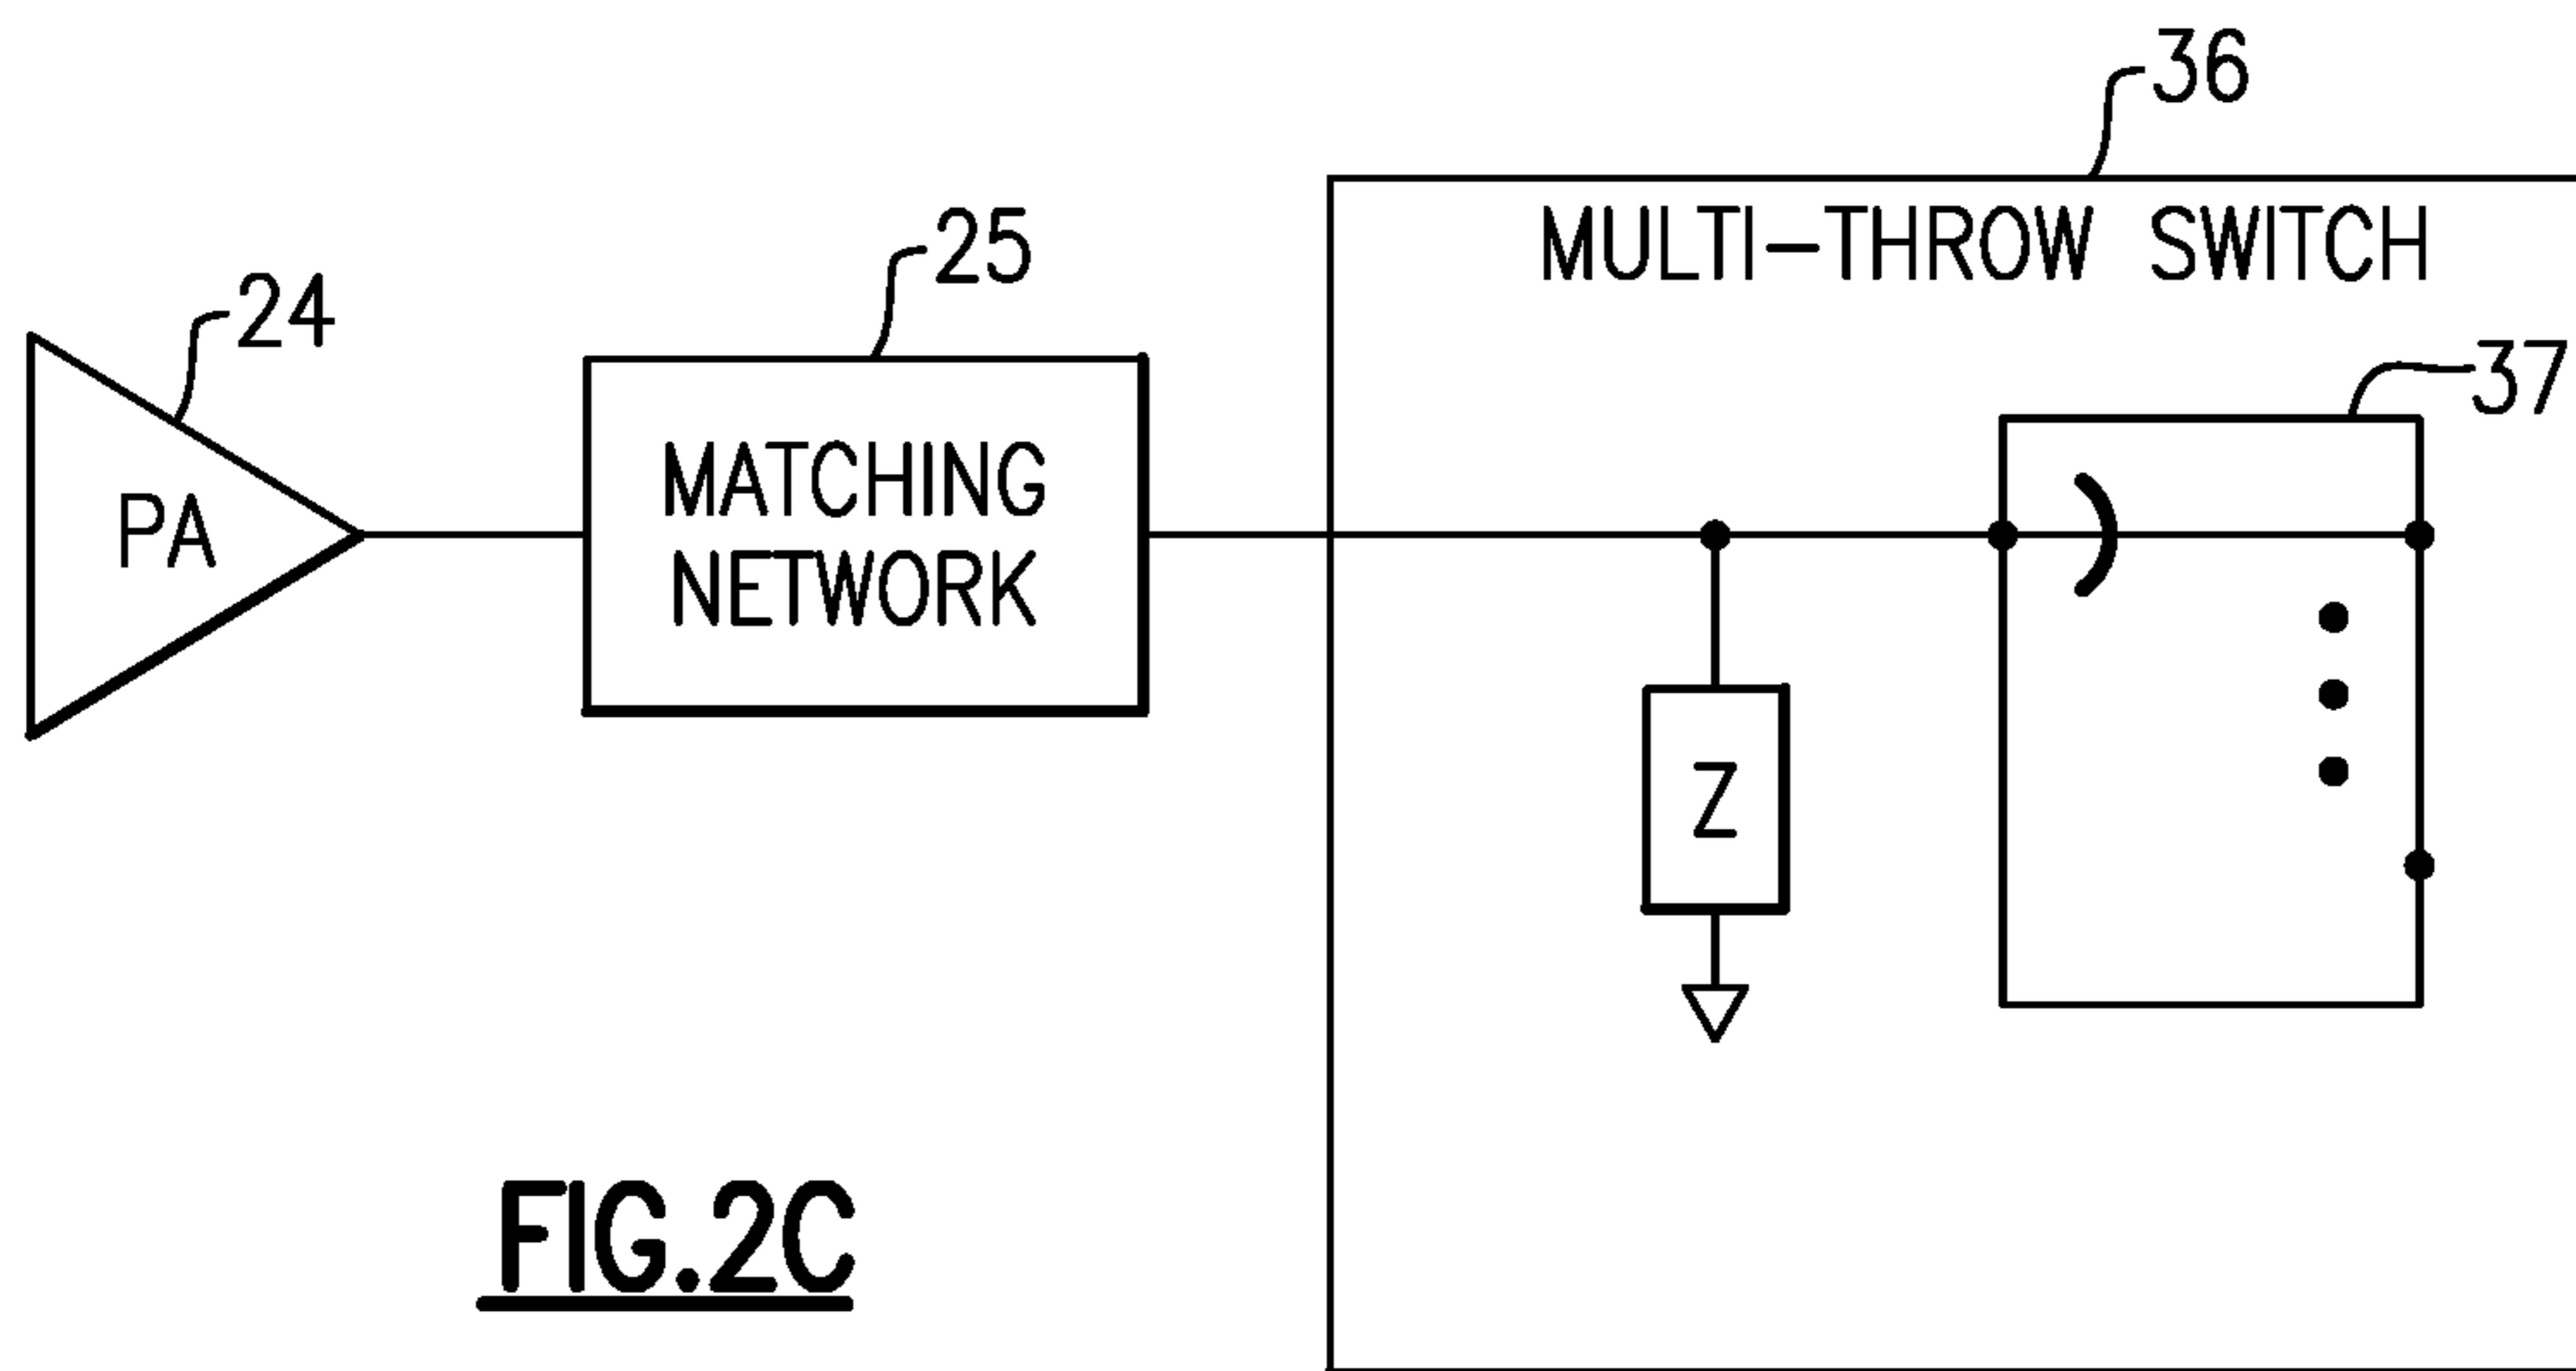 36
MULTI-THROW SWITCH
25
24
37
MATCHING
NETWORK
PA
Z
FIG.2C